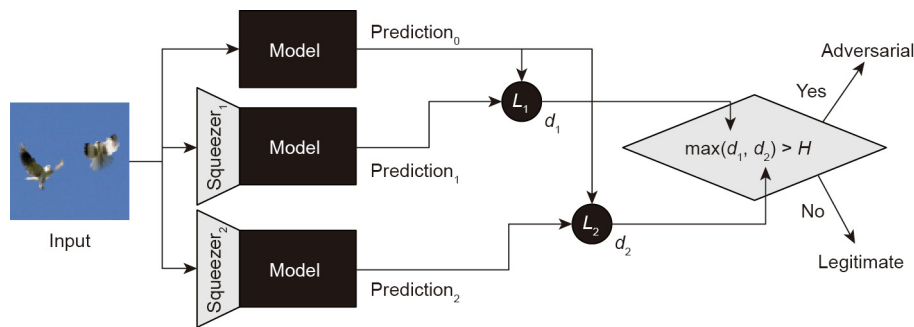 Model
Prediction₀
Adversarial
Yes
L₁
d₁
Squeezer₁
Model
Prediction₁
max(d₁, d₂) > H
Input
No
L₂
d₂
Squeezer₂
Model
Prediction₂
Legitimate